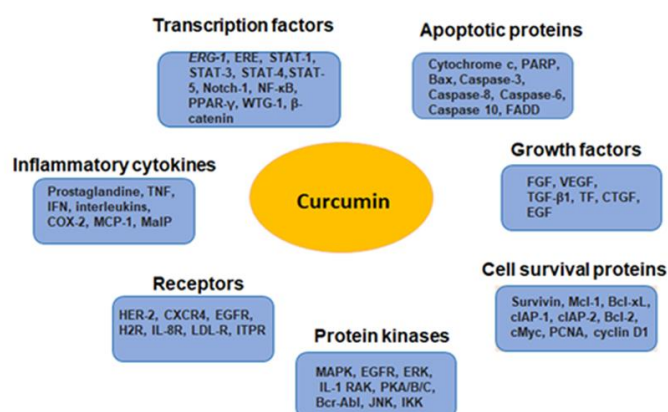 Transcription factors
ERG-1, ERE, STAT-1,
STAT-3, STAT-4,STAT-
5, Notch-1, NF-κB,
PPAR-γ, WTG-1, β-
catenin
Apoptotic proteins
Cytochrome c, PARP,
Bax, Caspase-3,
Caspase-8, Caspase-6,
Caspase 10, FADD
Inflammatory cytokines
Prostaglandine, TNF,
IFN, interleukins,
COX-2, MCP-1, MaIP
Curcumin
Growth factors
FGF, VEGF,
TGF-β1, TF, CTGF,
EGF
Receptors
HER-2, CXCR4, EGFR,
H2R, IL-8R, LDL-R, ITPR
Cell survival proteins
Survivin, Mcl-1, Bcl-xL,
cIAP-1, cIAP-2, Bcl-2,
cMyc, PCNA, cyclin D1
Protein kinases
MAPK, EGFR, ERK,
IL-1 RAK, PKA/B/C,
Bcr-Abl, JNK, IKK